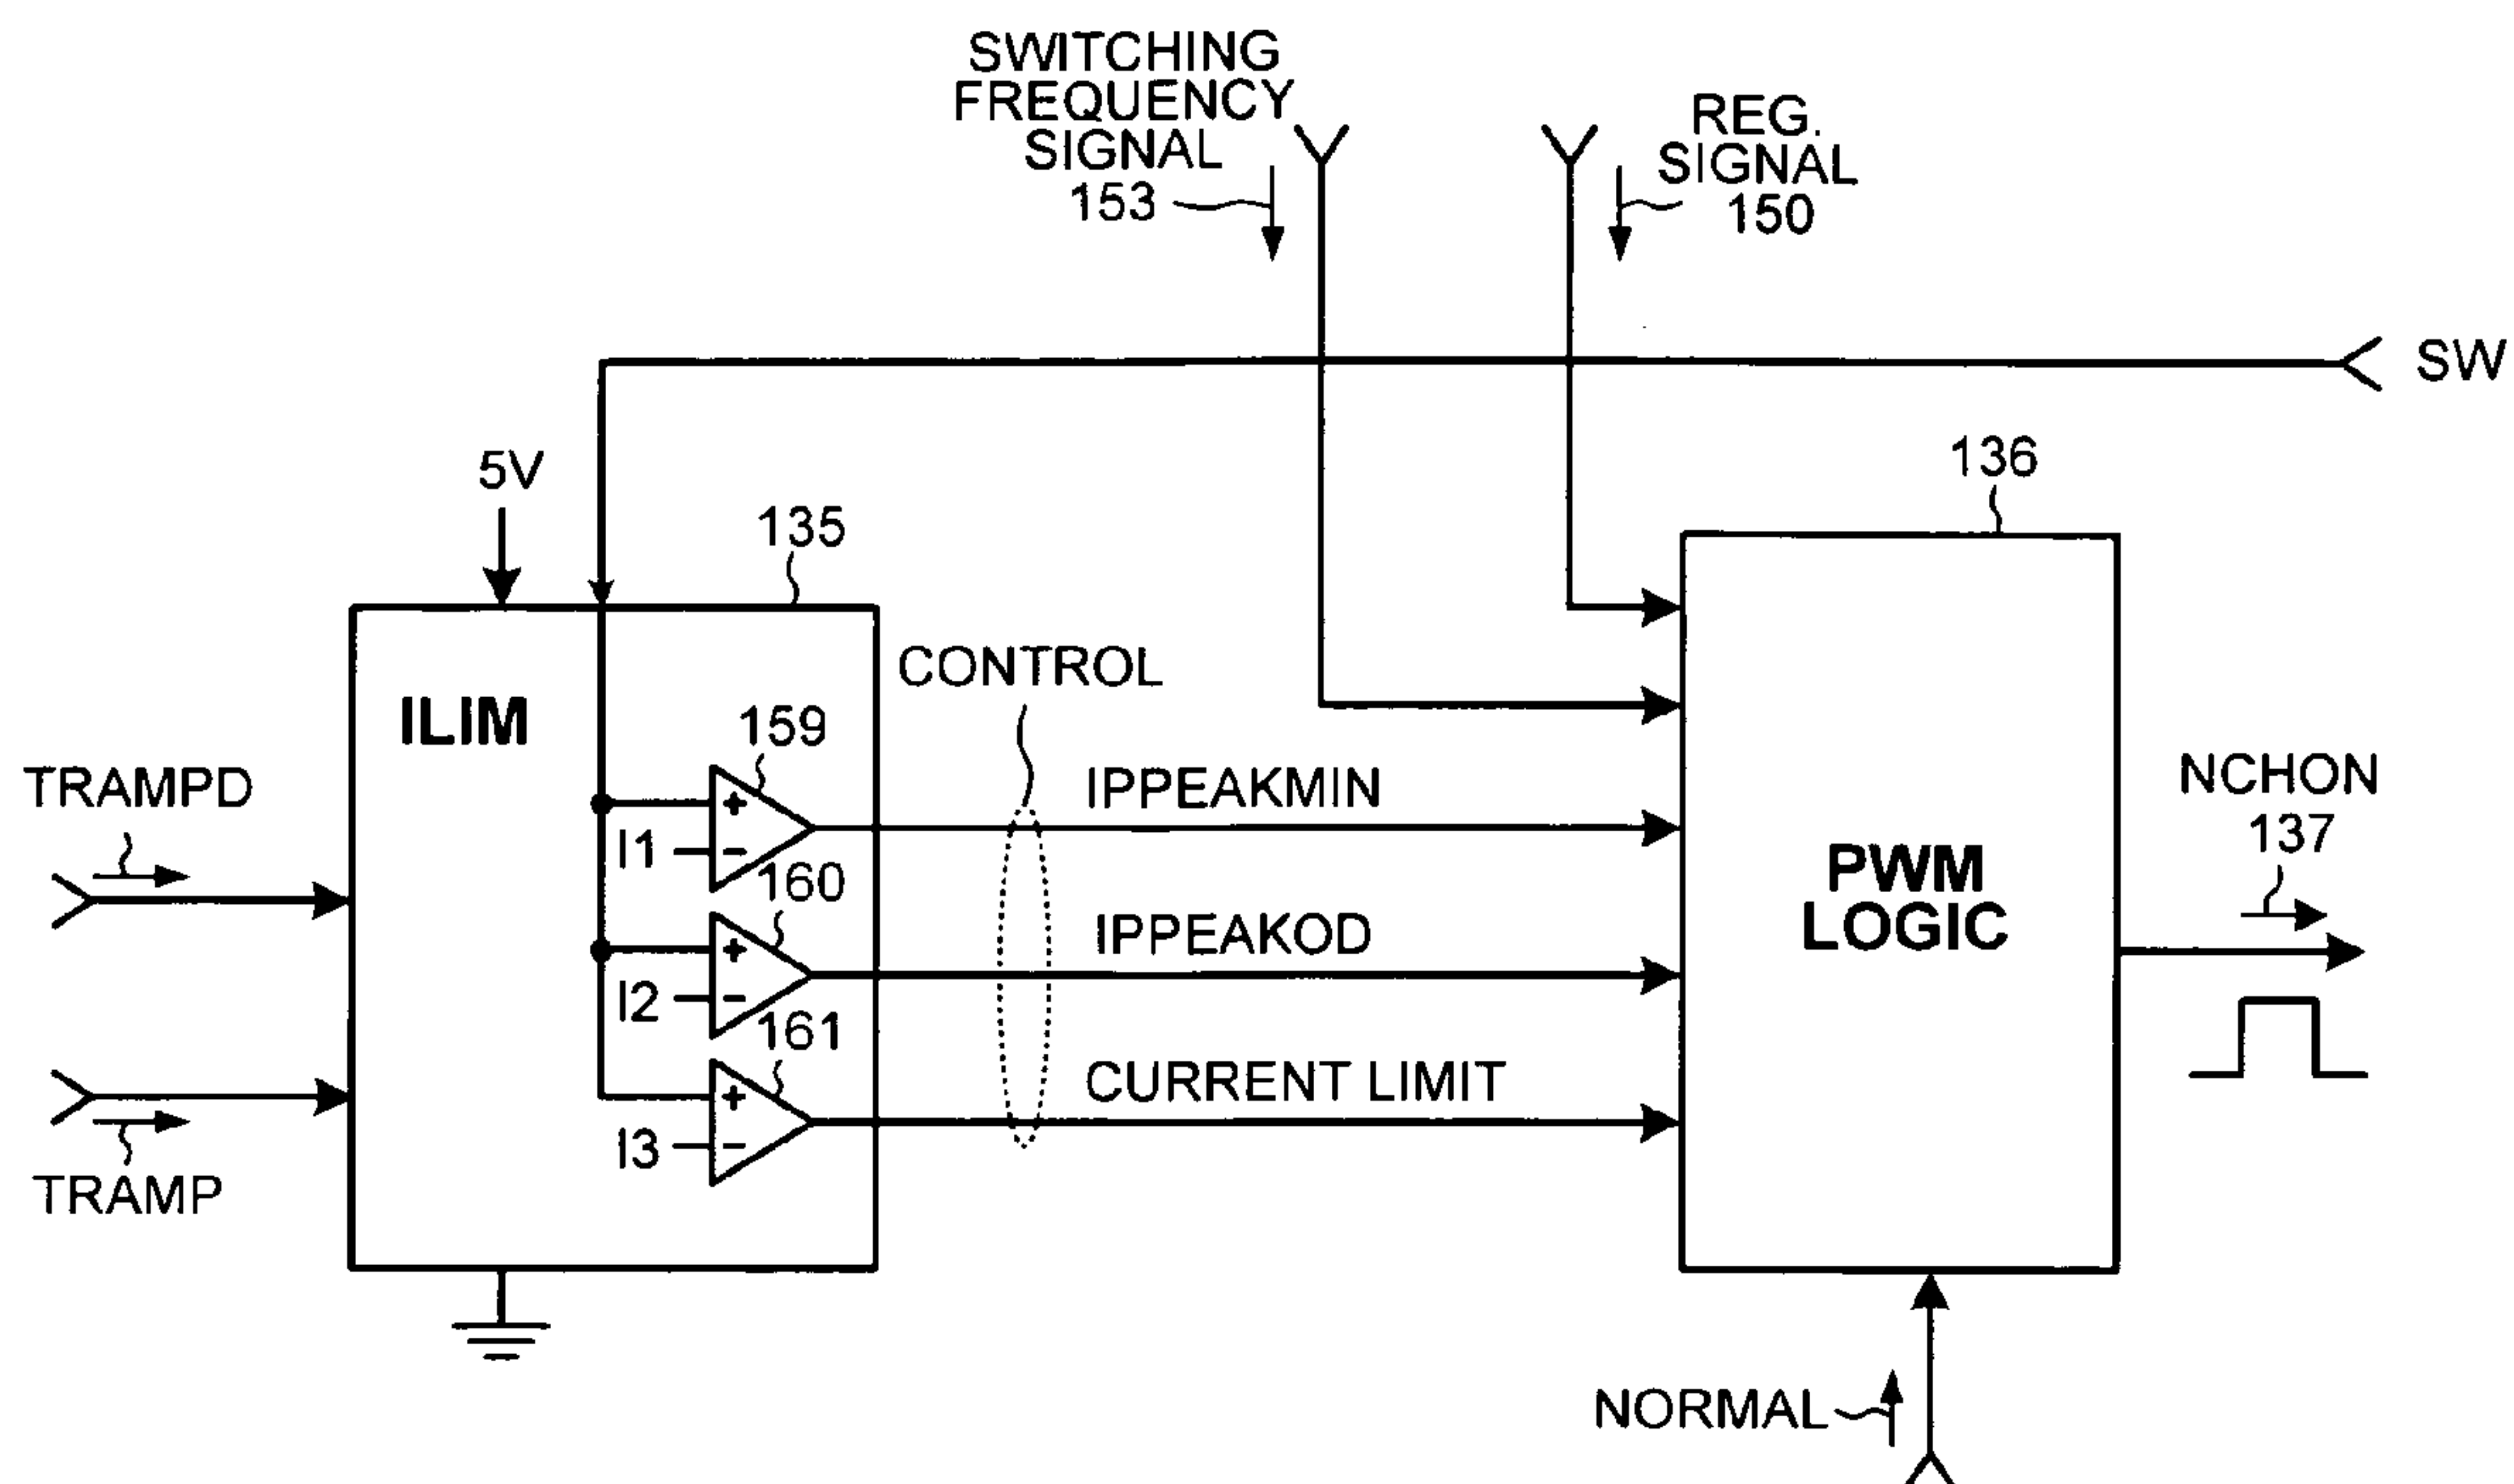 SWITCHING
FREQUENCY
SIGNAL
153
REG.
SIGNAL
150
SW
5V
135
136
CONTROL
ILIM
159
TRAMPD
IPPEAKMIN
NCHON
137
I1
+
-
160
PWM
LOGIC
IPPEAKOD
I2
+
-
161
CURRENT LIMIT
I3
+
-
TRAMP
NORMAL